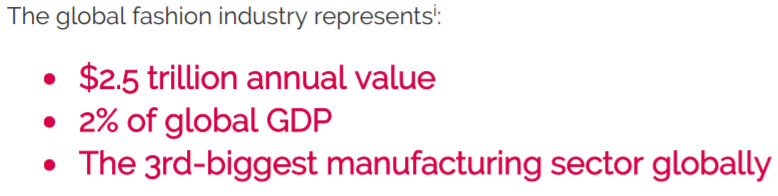 The global fashion industry representsⁱ:
• $2.5 trillion annual value
• 2% of global GDP
• The 3rd-biggest manufacturing sector globally